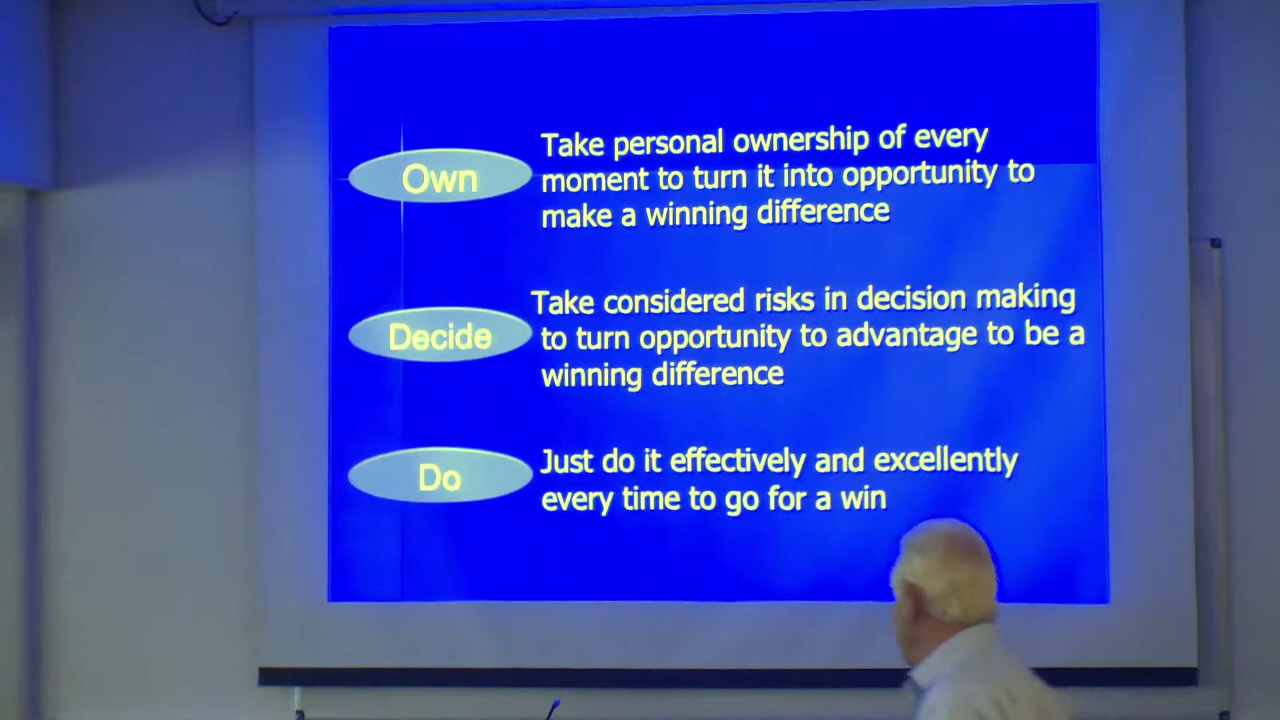 Own
Take personal ownership of every
moment to turn it into opportunity to
make a winning difference
Decide
Take considered risks in decision making
to turn opportunity to advantage to be a
winning difference
Do
Just do it effectively and excellently
every time to go for a win